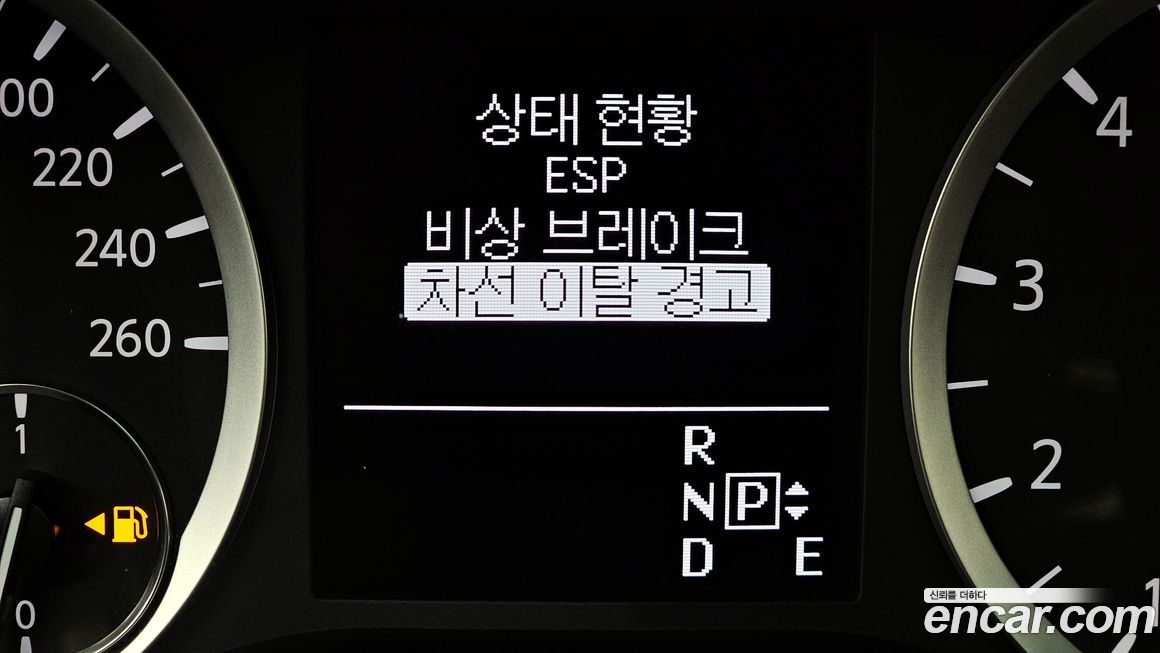 상태 현황
ESP
비상 브레이크
차선 이탈 경고
R
N P
D E
220
240
260
1
0
4
3
2
1
신뢰를 더하다
encar.com